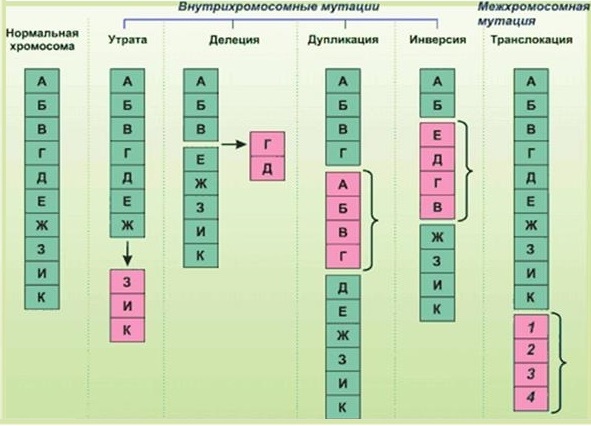 Внутрихромосомные мутации
Межхромосомная
мутация
Нормальная
хромосома
А
Б
В
Г
Д
Е
Ж
З
И
К
Утрата
А
Б
В
Г
Д
Е
Ж
З
И
К
Делеция
А
Б
В
Г
Д
Е
Ж
З
И
К
Дупликация
А
Б
В
Г
А
Б
В
Г
Д
Е
Ж
З
И
К
Инверсия
А
Б
Е
Д
Г
В
Ж
З
И
К
Транслокация
А
Б
В
Г
Д
Е
Ж
З
И
К
1
2
3
4